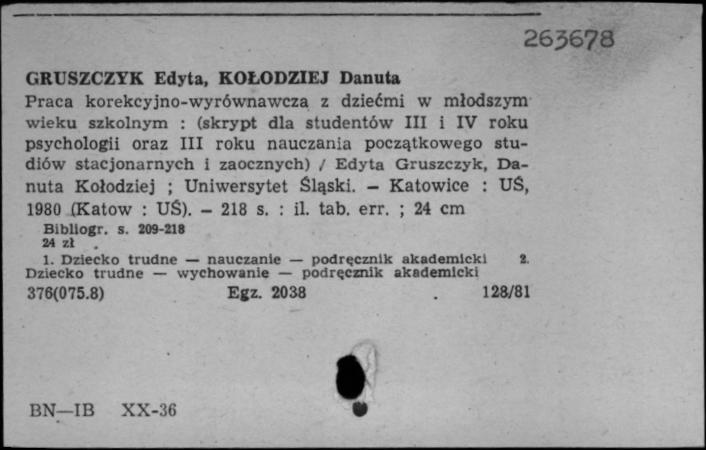 263678
GRUSZCZYK Edyta, KOŁODZIEJ Danuta
Praca korekcyjno-wyrównawcza z dziećmi w młodszym
wieku szkolnym : (skrypt dla studentów III i IV roku
psychologii oraz III roku nauczania początkowego stu-
diów stacjonarnych i zaocznych) / Edyta Gruszczyk, Da-
nuta Kołodziej ; Uniwersytet Śląski. — Katowice : UŚ,
1980 (Katow : UŚ). — 218 s. : il. tab. err. ; 24 cm
Bibliogr. s. 209-218
24 zł
1. Dziecko trudne — nauczanie — podręcznik akademicki 2.
Dziecko trudne — wychowanie — podręcznik akademicki
376(075.8) Egz. 2038 128/81
BN—IB XX-36